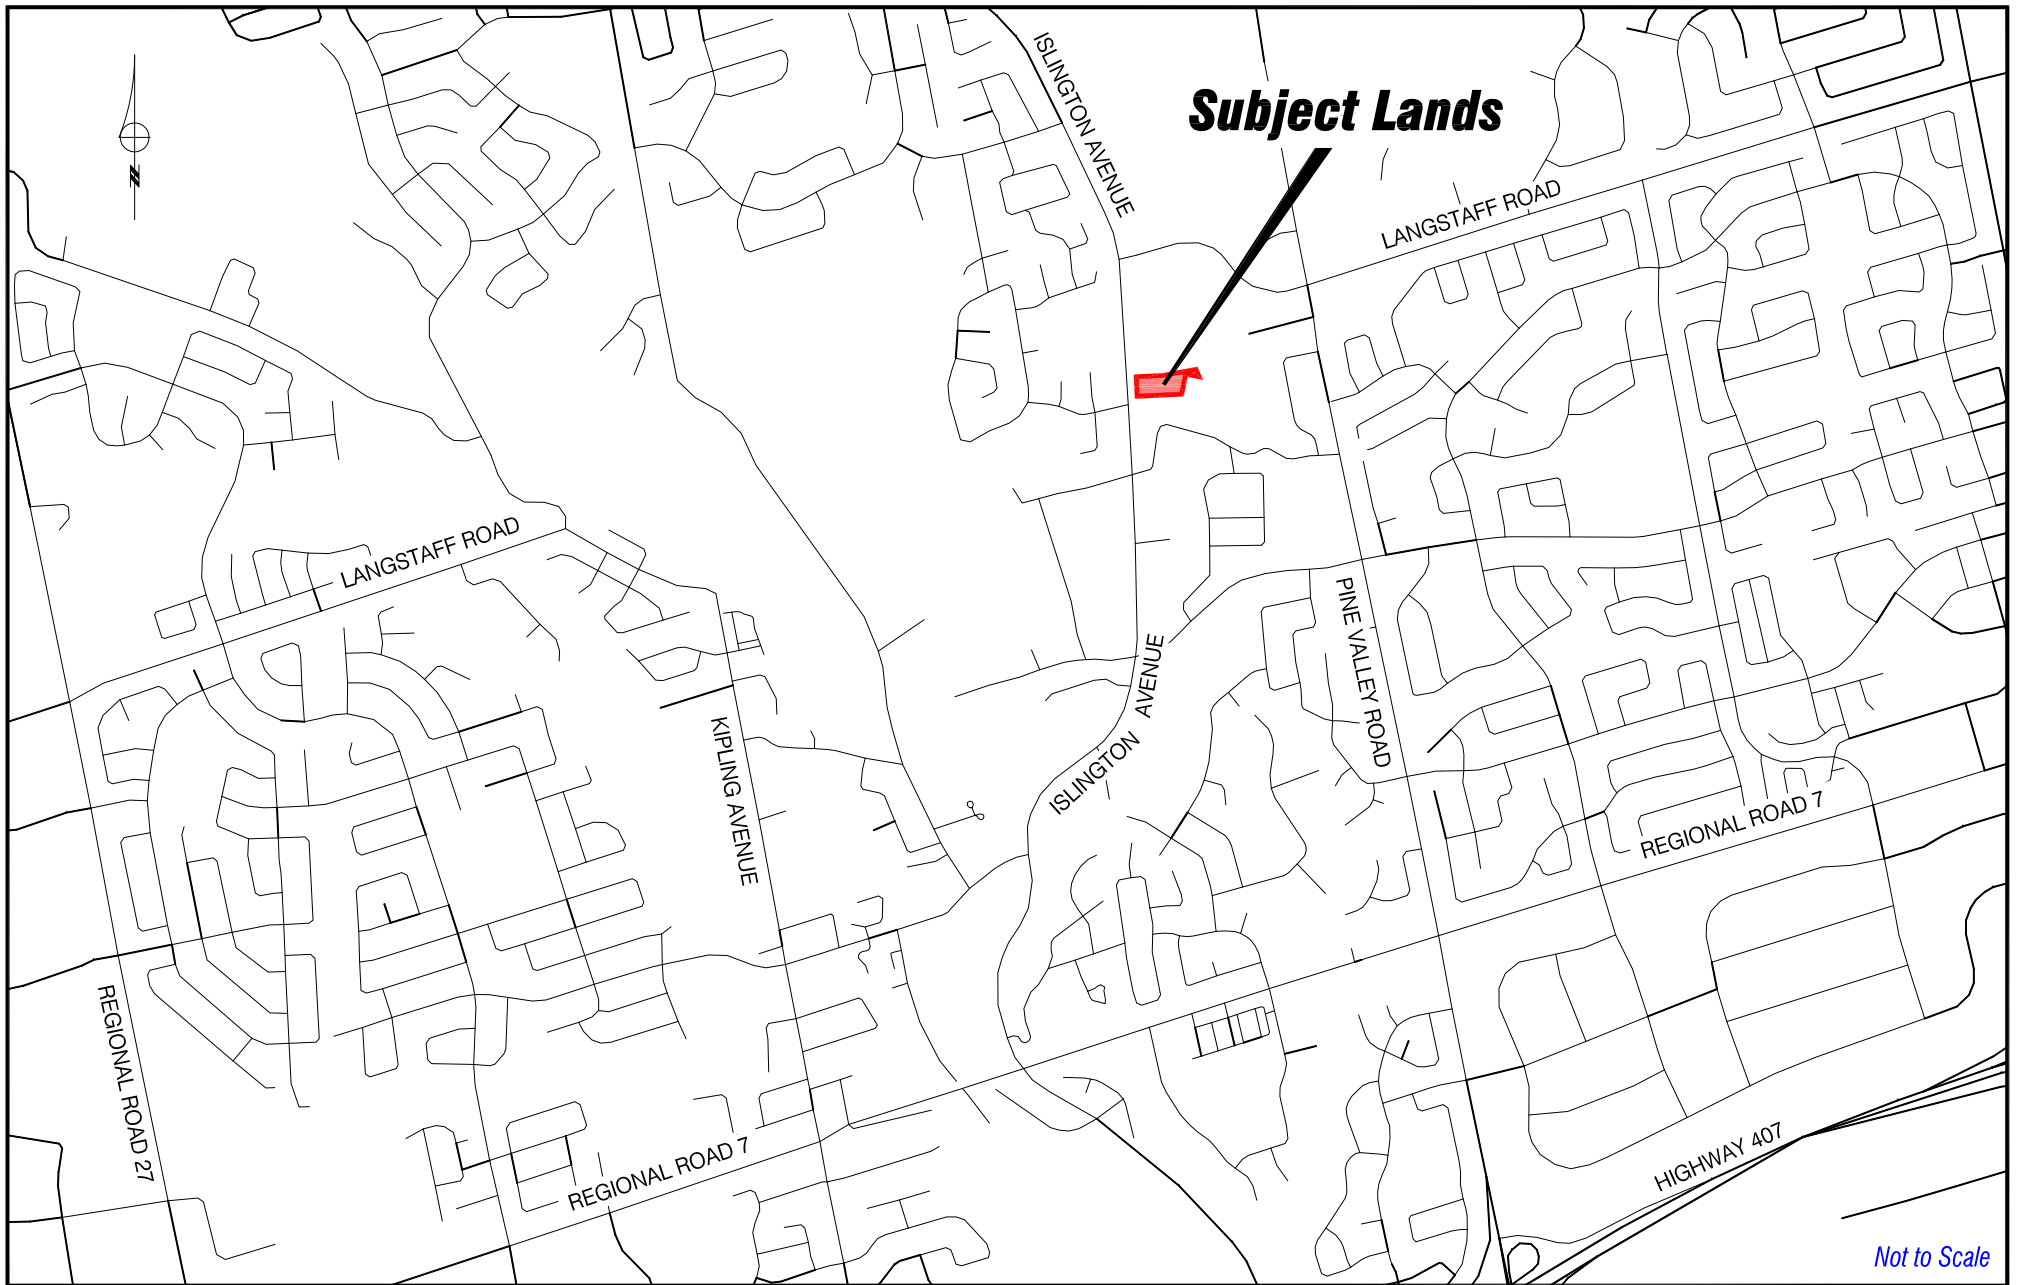 ISLINGTON AVENUE
Subject Lands
N
LANGSTAFF ROAD
LANGSTAFF ROAD
PINE VALLEY ROAD
ISLINGTON AVENUE
KIPLING AVENUE
REGIONAL ROAD 7
REGIONAL ROAD 27
REGIONAL ROAD 7
HIGHWAY 407
Not to Scale